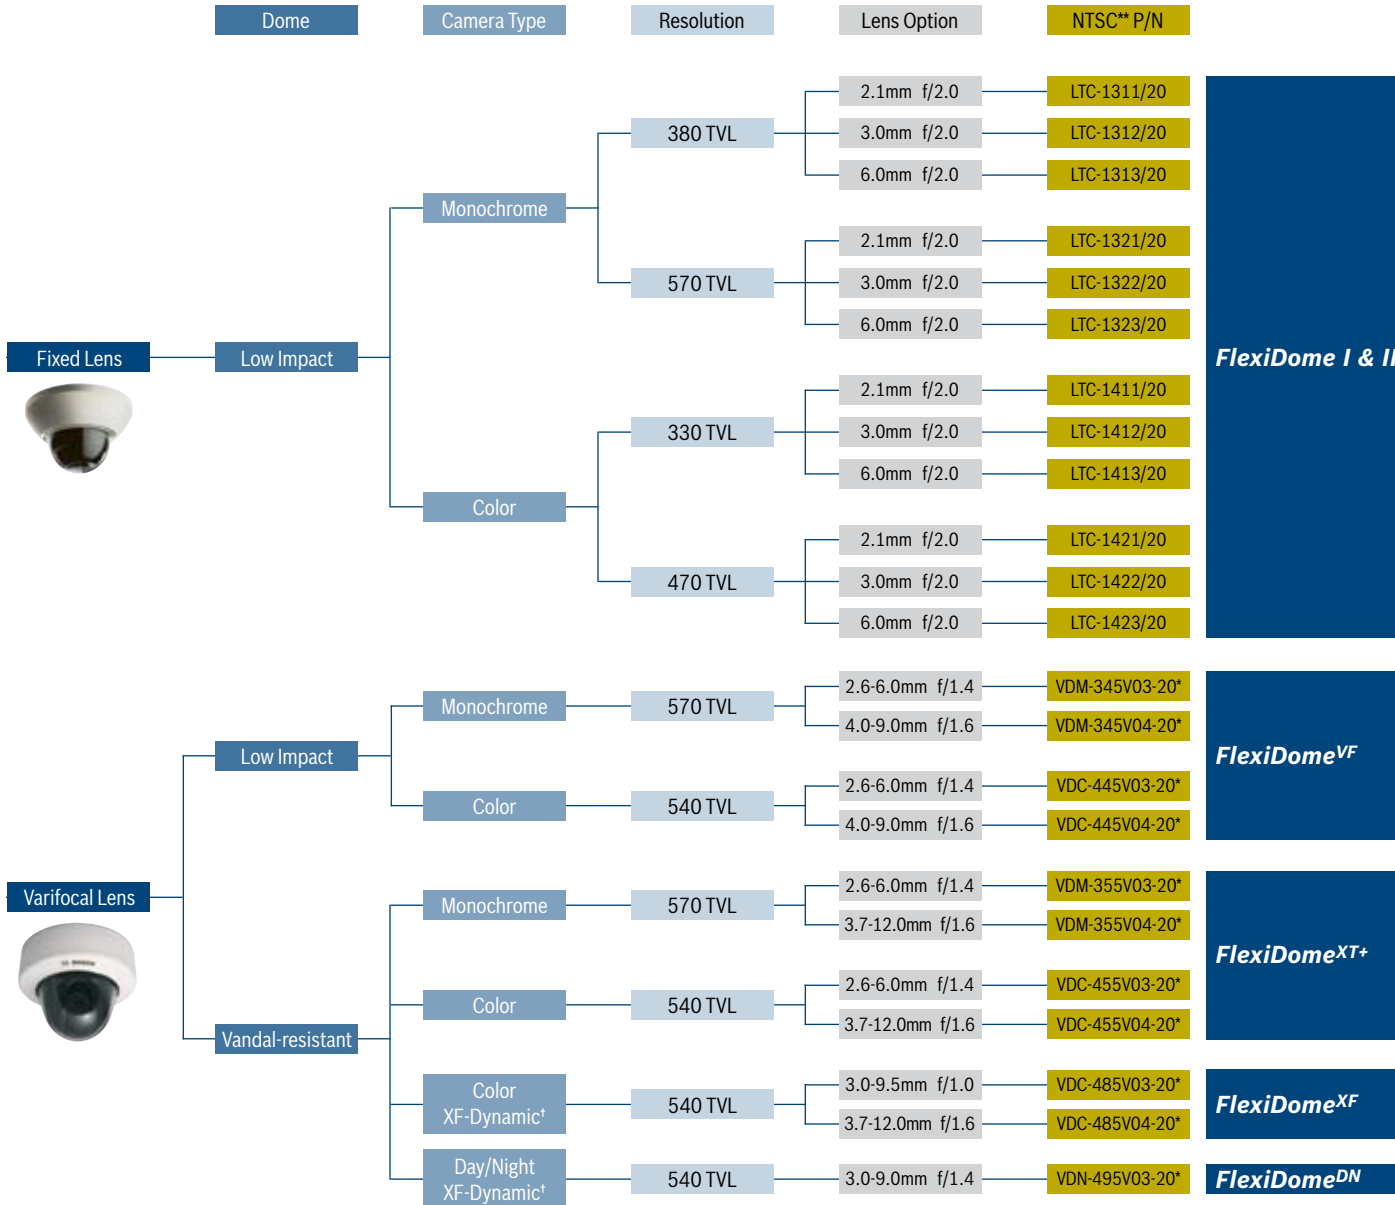 Dome Camera Type Resolution Lens Option NTSC** P/N
2.1mm f/2.0 LTC-1311/20
380 TVL 3.0mm f/2.0 LTC-1312/20
6.0mm f/2.0 LTC-1313/20
Monochrome
2.1mm f/2.0 LTC-1321/20
570 TVL 3.0mm f/2.0 LTC-1322/20
6.0mm f/2.0 LTC-1323/20
Fixed Lens Low Impact FlexiDome I & II
2.1mm f/2.0 LTC-1411/20
330 TVL 3.0mm f/2.0 LTC-1412/20
6.0mm f/2.0 LTC-1413/20
Color
2.1mm f/2.0 LTC-1421/20
470 TVL 3.0mm f/2.0 LTC-1422/20
6.0mm f/2.0 LTC-1423/20
2.6-6.0mm f/1.4 VDM-345V03-20*
Monochrome 570 TVL
4.0-9.0mm f/1.6 VDM-345V04-20*
Low Impact FlexiDomeVF
2.6-6.0mm f/1.4 VDC-445V03-20*
Color 540 TVL
4.0-9.0mm f/1.6 VDC-445V04-20*
Varifocal Lens
2.6-6.0mm f/1.4 VDM-355V03-20*
Monochrome 570 TVL
3.7-12.0mm f/1.6 VDM-355V04-20*
FlexiDomeXT+
2.6-6.0mm f/1.4 VDC-455V03-20*
Color 540 TVL
3.7-12.0mm f/1.6 VDC-455V04-20*
Vandal-resistant
3.0-9.5mm f/1.0 VDC-485V03-20*
Color
XF-Dynamic† 540 TVL FlexiDomeXF
3.7-12.0mm f/1.6 VDC-485V04-20*
Day/Night
XF-Dynamic† 540 TVL 3.0-9.0mm f/1.4 VDN-495V03-20* FlexiDomeDN